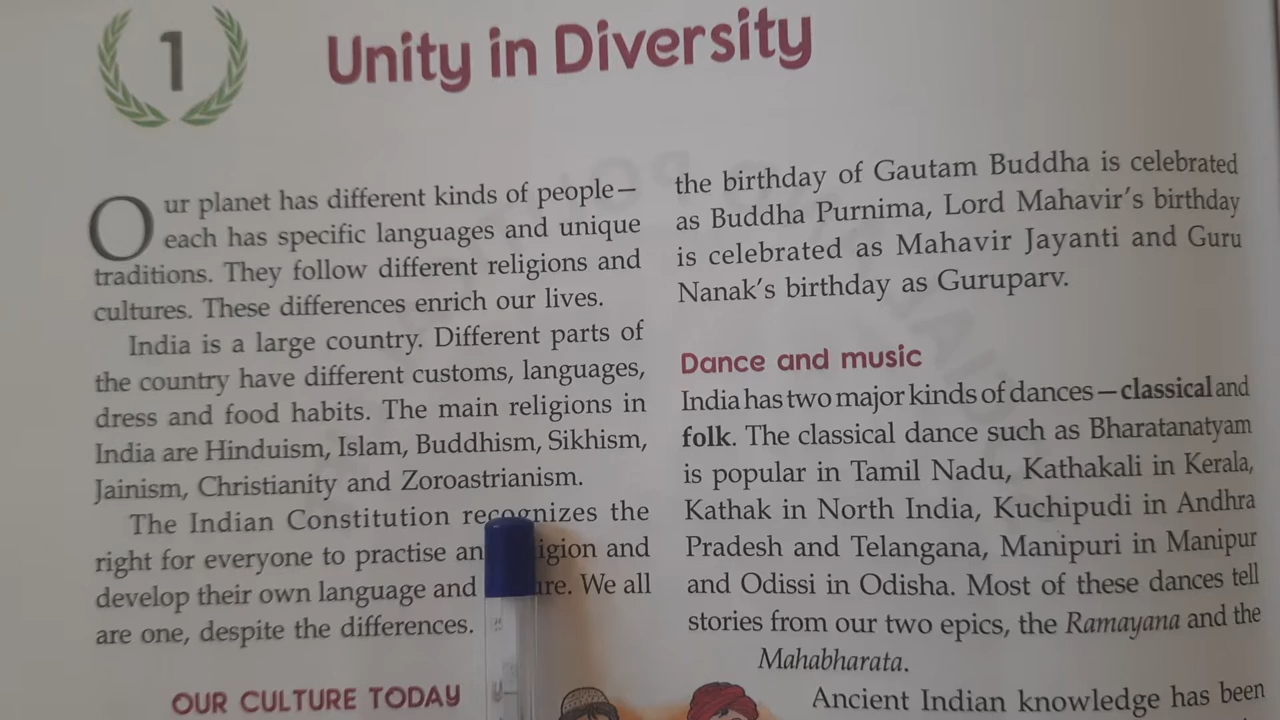 1
Unity in Diversity
Our planet has different kinds of people—
each has specific languages and unique
traditions. They follow different religions and
cultures. These differences enrich our lives.
India is a large country. Different parts of
the country have different customs, languages,
dress and food habits. The main religions in
India are Hinduism, Islam, Buddhism, Sikhism,
Jainism, Christianity and Zoroastrianism.
The Indian Constitution recognizes the
right for everyone to practise and
develop their own language and We all
are one, despite the differences.
OUR CULTURE TODAY
the birthday of Gautam Buddha is celebrated
as Buddha Purnima, Lord Mahavir's birthday
is celebrated as Mahavir Jayanti and Guru
Nanak's birthday as Guruparv.
Dance and music
India has two major kinds of dances—classical and
folk. The classical dance such as Bharatanatyam
is popular in Tamil Nadu, Kathakali in Kerala,
Kathak in North India, Kuchipudi in Andhra
Pradesh and Telangana, Manipuri in Manipur
and Odissi in Odisha. Most of these dances tell
stories from our two epics, the Ramayana and the
Mahabharata.
Ancient Indian knowledge has been